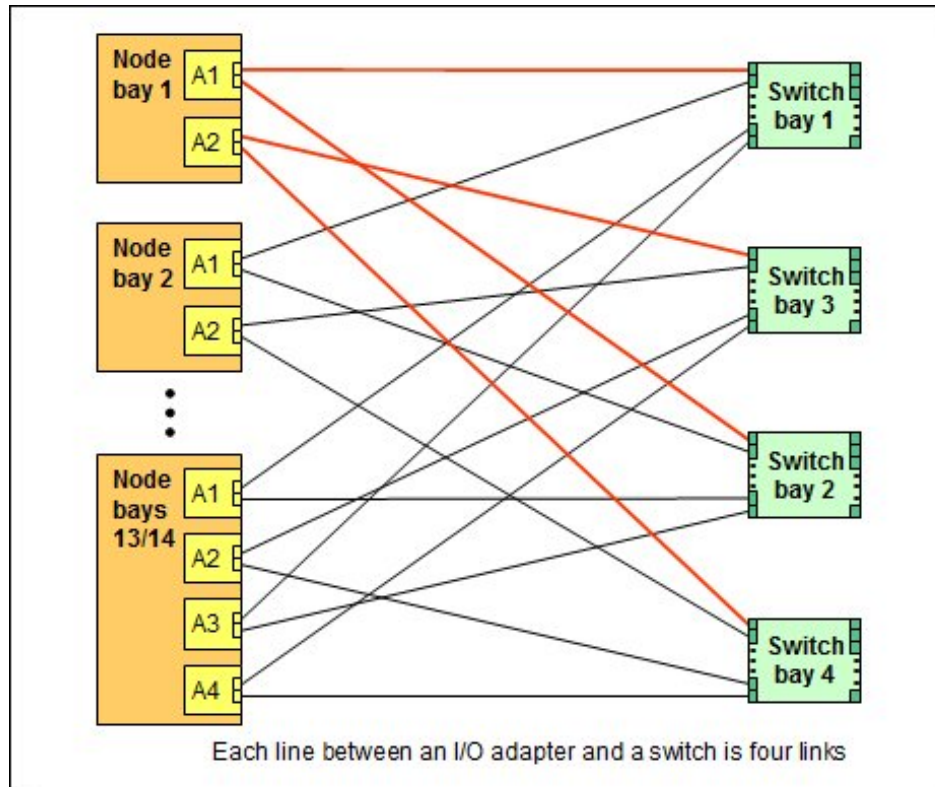 Node
bay 1
A1
A2
Switch
bay 1
Node
bay 2
A1
A2
Switch
bay 3
Node
bays
13/14
A1
A2
A3
A4
Switch
bay 2
Switch
bay 4
Each line between an I/O adapter and a switch is four links